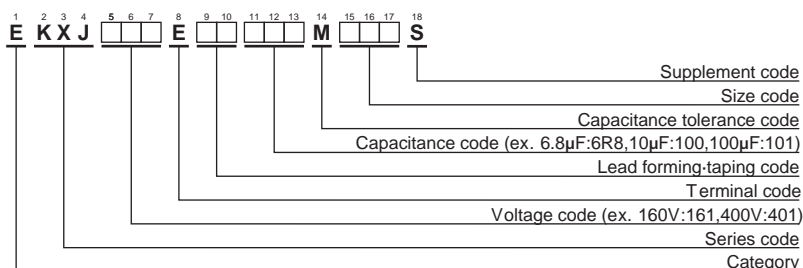 1 2 3 4 5 6 7 8 9 10 11 12 13 14 15 16 17 18
E K X J E M S
Supplement code
Size code
Capacitance tolerance code
Capacitance code (ex. 6.8µF:6R8,10µF:100,100µF:101)
Lead forming·taping code
Terminal code
Voltage code (ex. 160V:161,400V:401)
Series code
Category